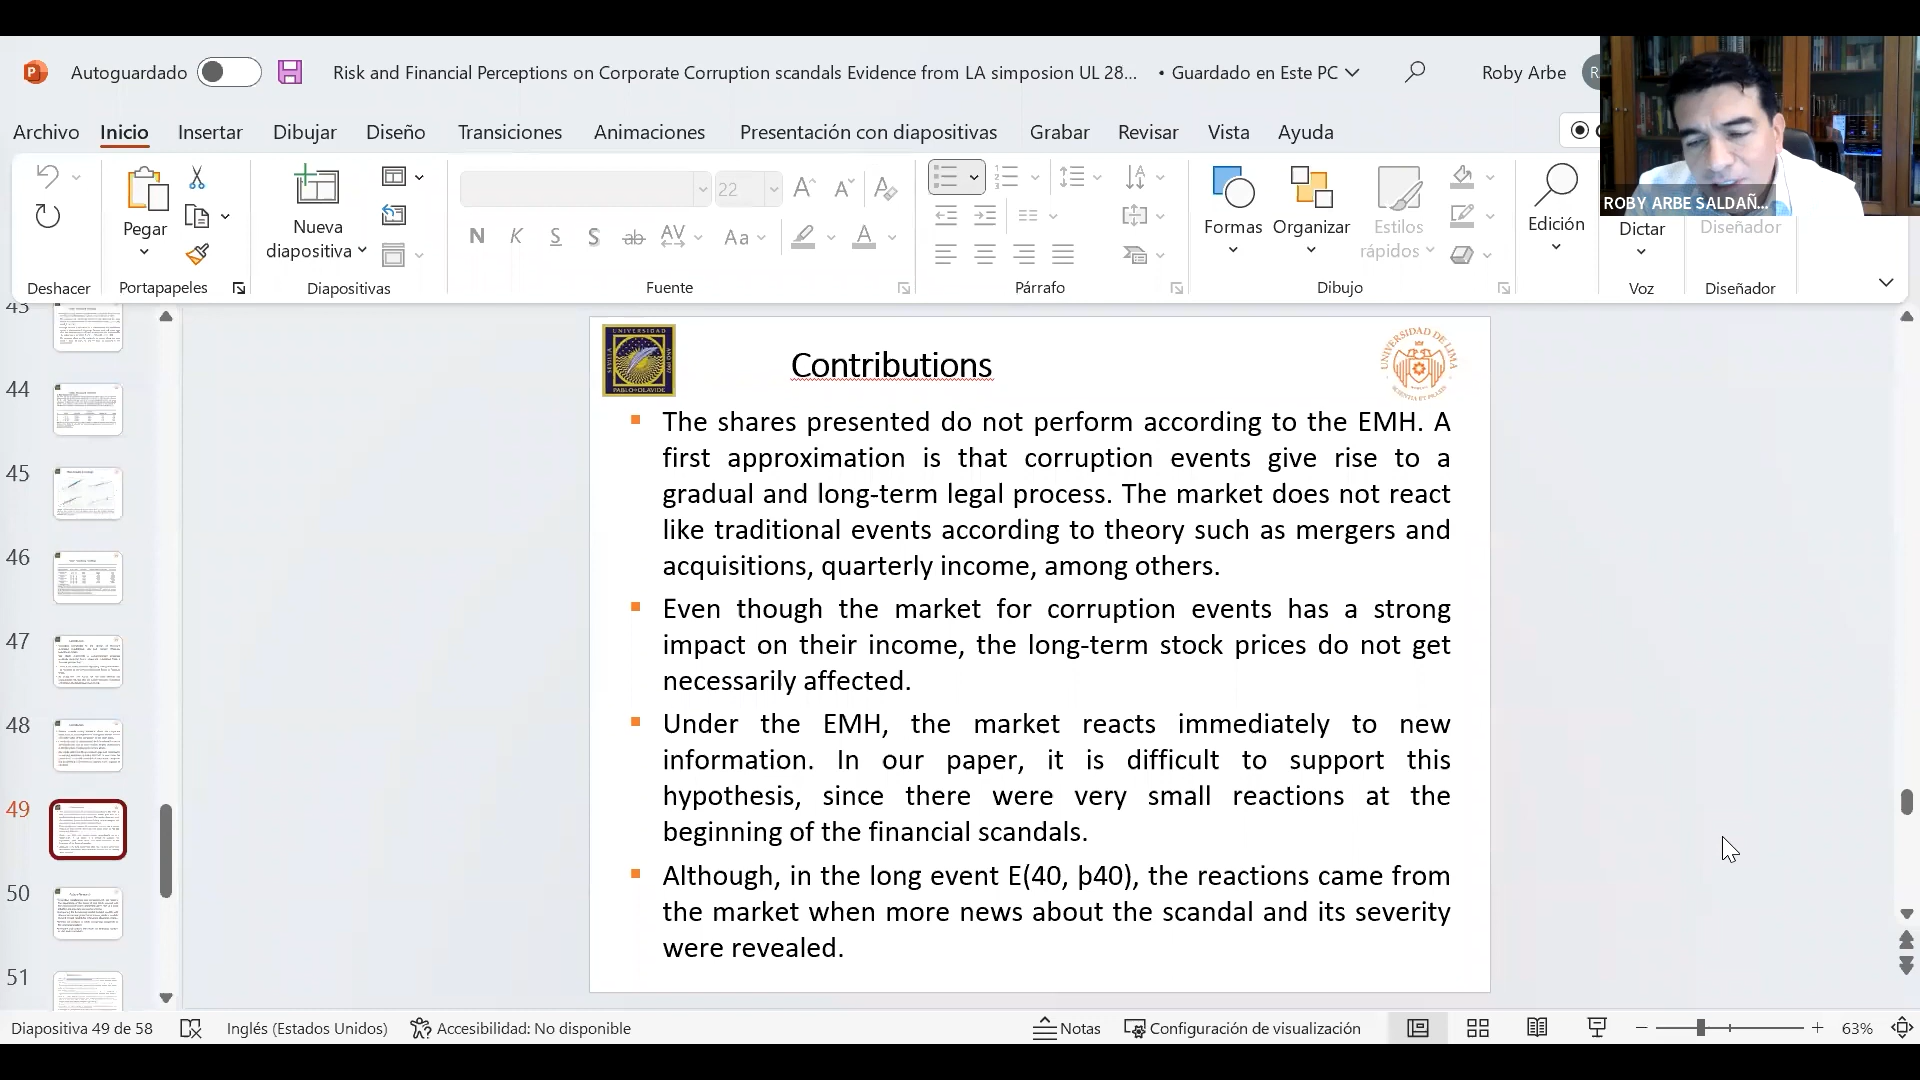 Autoguardado
Risk and Financial Perceptions on Corporate Corruption scandals Evidence from LA simposion UL 28... • Guardado en Este PC
Roby Arbe
Archivo Inicio Insertar Dibujar Diseño Transiciones Animaciones Presentación con diapositivas Grabar Revisar Vista Ayuda
ROBY ARBE SALDAÑ...
22
Pegar
Nueva
diapositiva
Formas
Organizar
Estilos
rápidos
Edición
Dictar
Diseñador
N K S S ab AV Aa A
Deshacer Portapapeles Diapositivas Fuente Párrafo Dibujo Voz Diseñador
43
44
45
46
47
48
49
50
51
UNIVERSIDAD
PABLO OLAVIDE
SEVILLA
UNIVERSIDAD DE LIMA
Contributions
The shares presented do not perform according to the EMH. A
first approximation is that corruption events give rise to a
gradual and long-term legal process. The market does not react
like traditional events according to theory such as mergers and
acquisitions, quarterly income, among others.
Even though the market for corruption events has a strong
impact on their income, the long-term stock prices do not get
necessarily affected.
Under the EMH, the market reacts immediately to new
information. In our paper, it is difficult to support this
hypothesis, since there were very small reactions at the
beginning of the financial scandals.
Although, in the long event E(40, þ40), the reactions came from
the market when more news about the scandal and its severity
were revealed.
Diapositiva 49 de 58
Inglés (Estados Unidos)
Accesibilidad: No disponible
Notas
Configuración de visualización
63%